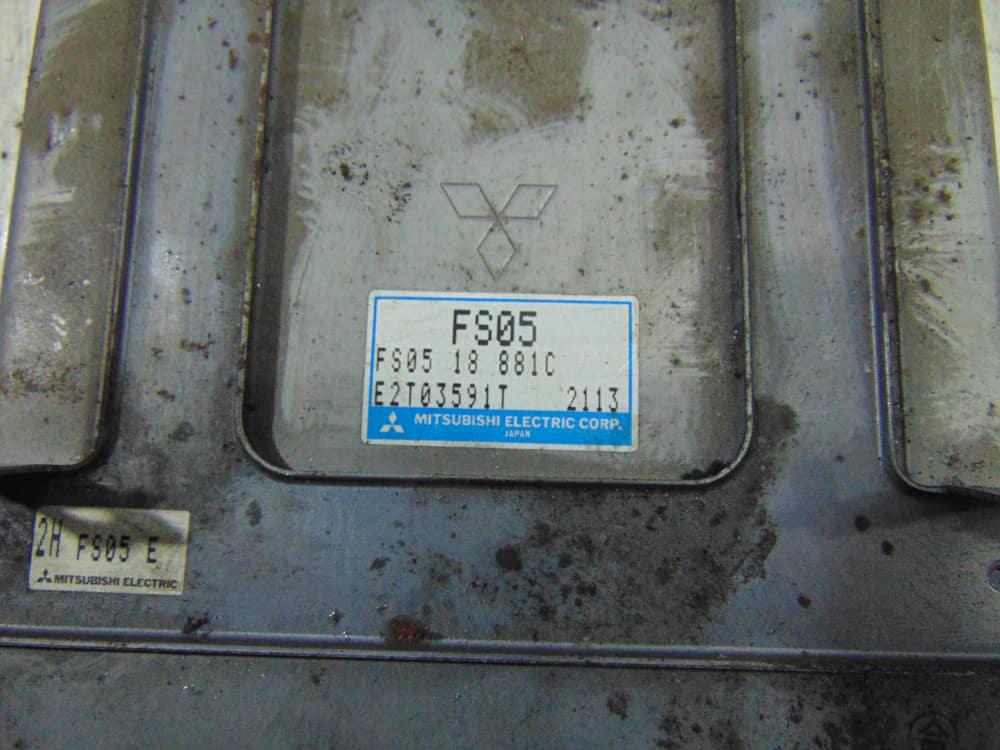 FS05
FS05 18 881C
E2T03591T 2113
MITSUBISHI ELECTRIC CORP.
JAPAN
2H FS05 E
MITSUBISHI ELECTRIC